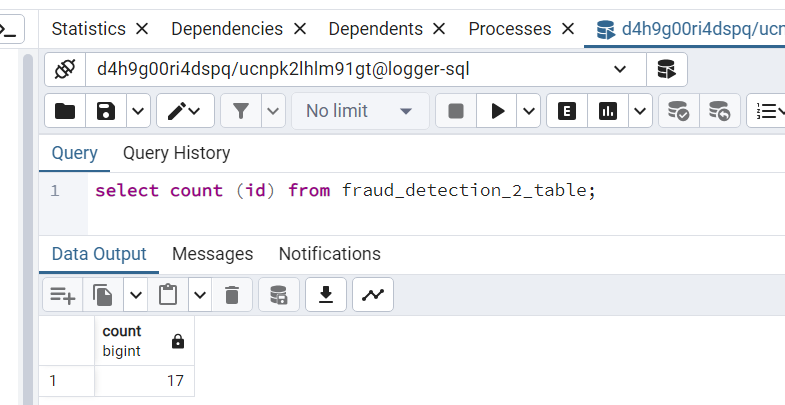 Statistics Dependencies Dependents Processes d4h9g00ri4dspq/ucn
d4h9g00ri4dspq/ucnpk2lhlm91gt@logger-sql
No limit E
Query Query History
1 select count (id) from fraud_detection_2_table;
Data Output Messages Notifications
count
bigint
1 17